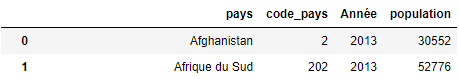 pays code_pays Année population
0 Afghanistan 2 2013 30552
1 Afrique du Sud 202 2013 52776